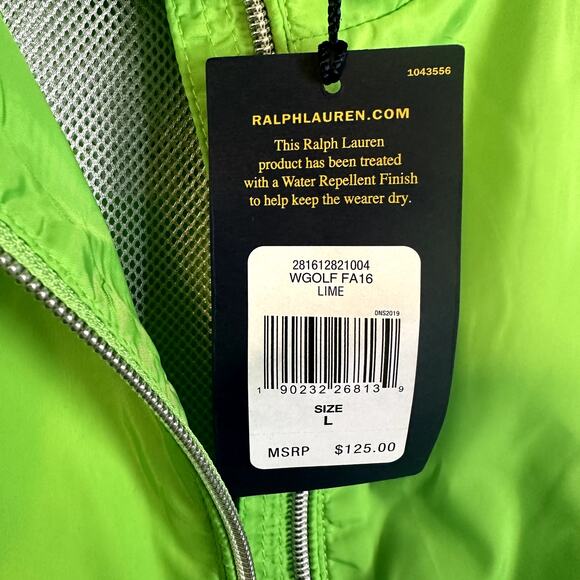 1043556
RALPHLAUREN.COM
This Ralph Lauren
product has been treated
with a Water Repellent Finish
to help keep the wearer dry.
281612821004
WGOLF FA16
LIME
DNS2019
1 90232 26813 9
SIZE
L
MSRP $125.00